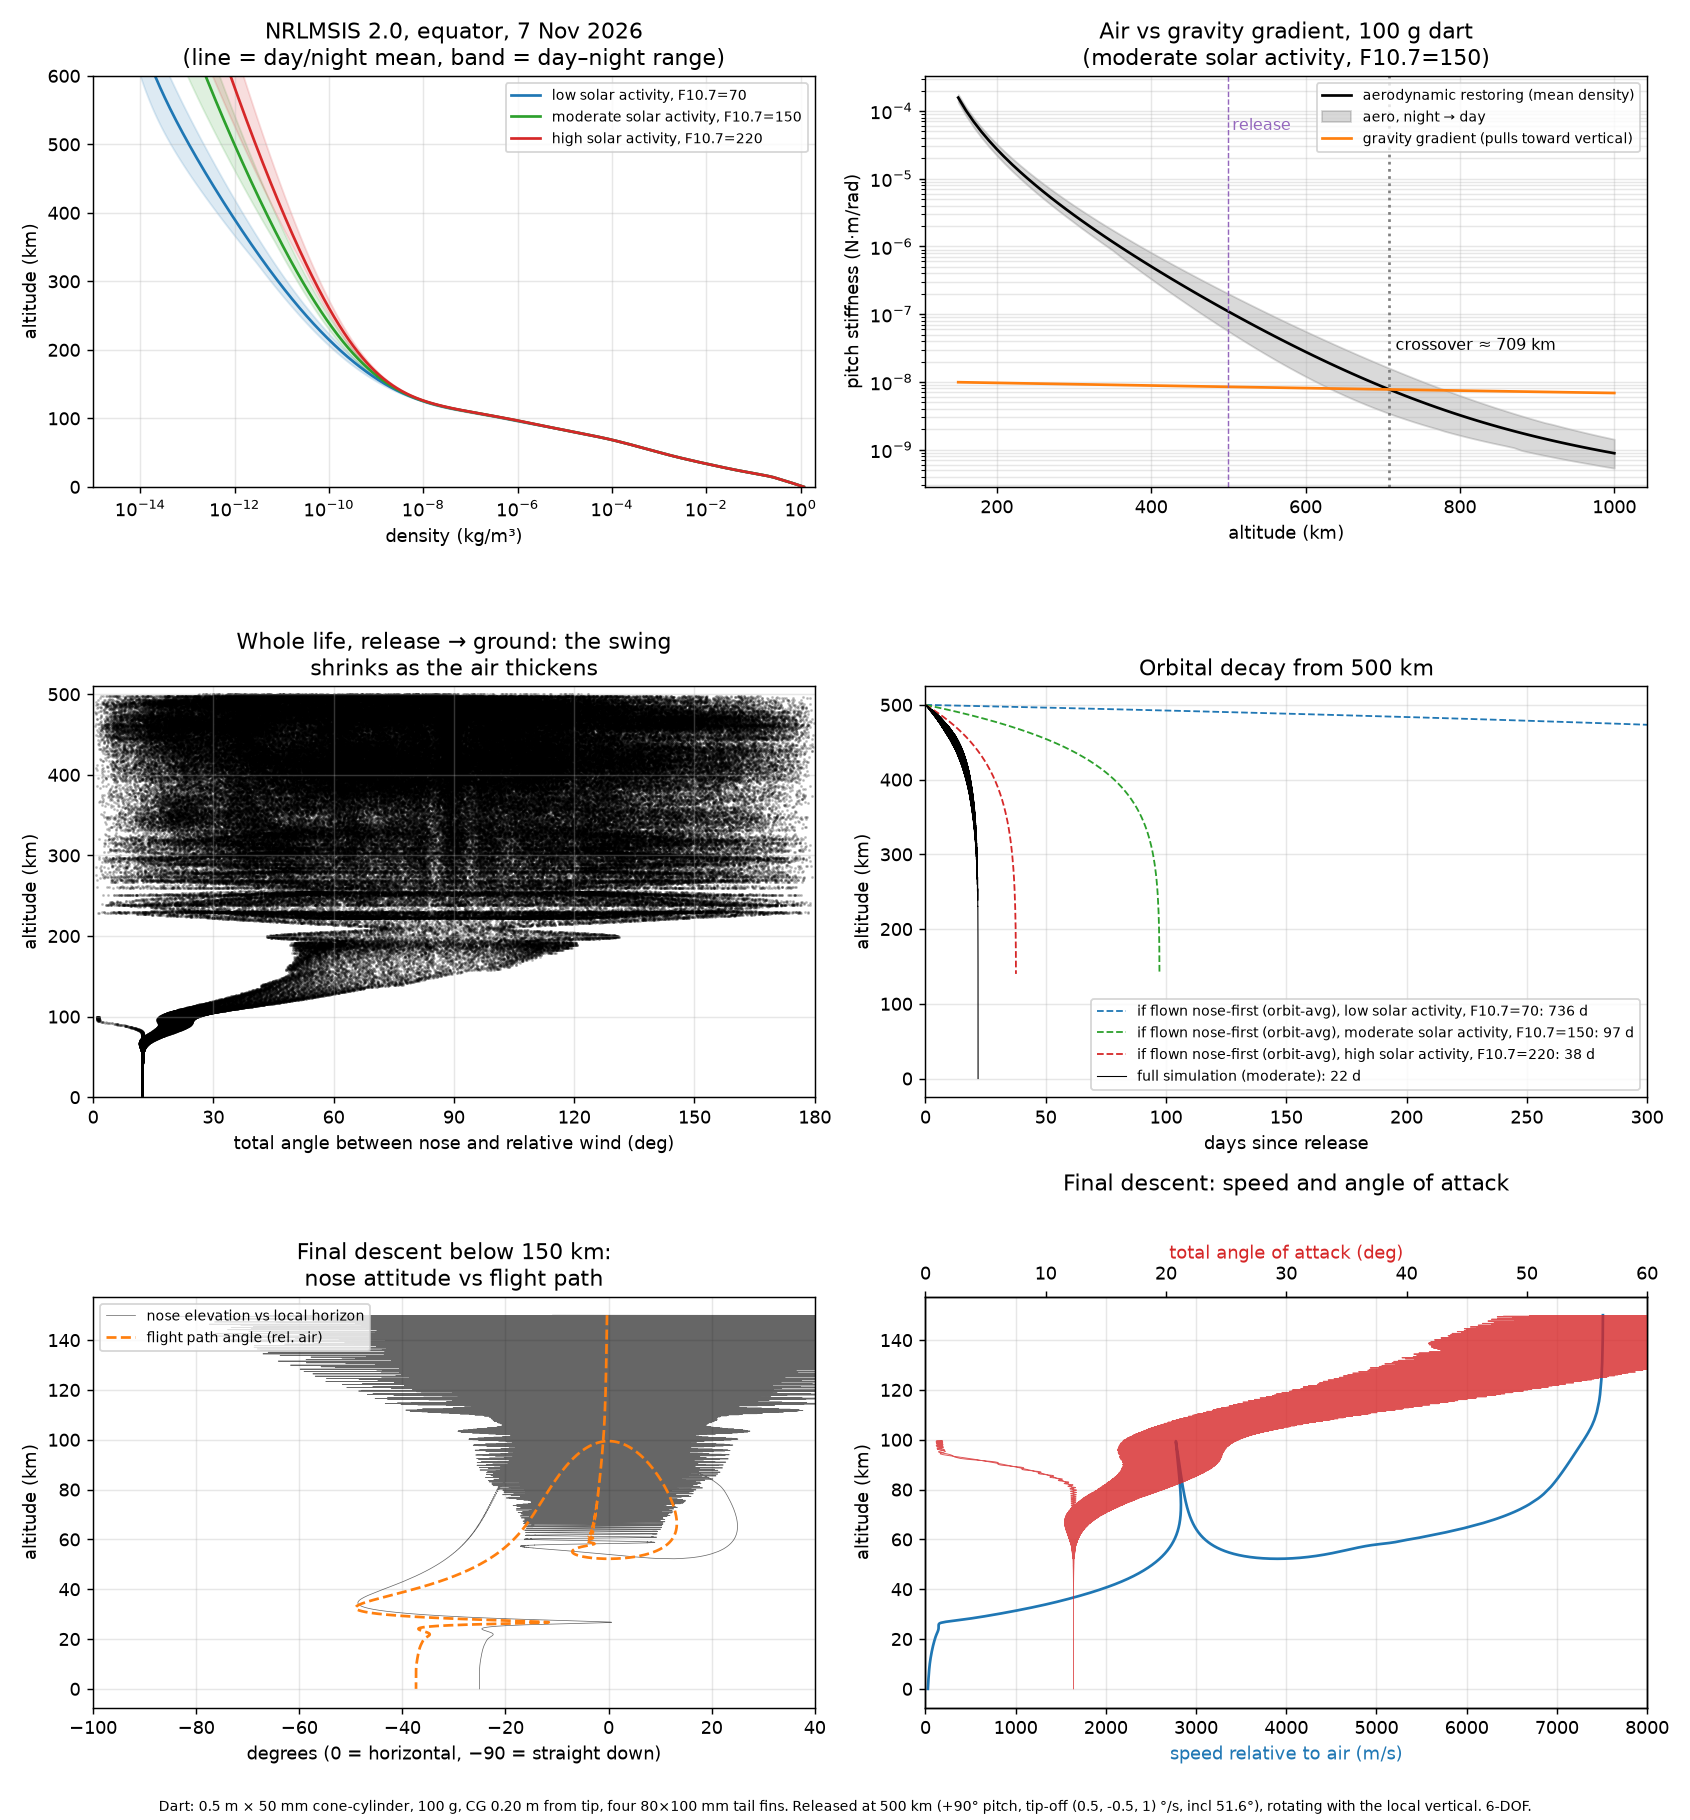 NRLMSIS 2.0, equator, 7 Nov 2026
(line = day/night mean, band = day–night range)
600
500
400
300
200
100
0
altitude (km)
low solar activity, F10.7=70
moderate solar activity, F10.7=150
high solar activity, F10.7=220
10⁻¹⁴
10⁻¹²
10⁻¹⁰
10⁻⁸
10⁻⁶
10⁻⁴
10⁻²
10⁰
density (kg/m³)
Air vs gravity gradient, 100 g dart
(moderate solar activity, F10.7=150)
10⁻⁴
10⁻⁵
10⁻⁶
10⁻⁷
10⁻⁸
10⁻⁹
pitch stiffness (N·m/rad)
aerodynamic restoring (mean density)
aero, night → day
gravity gradient (pulls toward vertical)
release
crossover ≈ 709 km
200
400
600
800
1000
altitude (km)
Whole life, release → ground: the swing
shrinks as the air thickens
500
400
300
200
100
0
altitude (km)
0
30
60
90
120
150
180
total angle between nose and relative wind (deg)
Orbital decay from 500 km
500
400
300
200
100
0
altitude (km)
if flown nose-first (orbit-avg), low solar activity, F10.7=70: 736 d
if flown nose-first (orbit-avg), moderate solar activity, F10.7=150: 97 d
if flown nose-first (orbit-avg), high solar activity, F10.7=220: 38 d
full simulation (moderate): 22 d
0
50
100
150
200
250
300
days since release
Final descent below 150 km:
nose attitude vs flight path
nose elevation vs local horizon
flight path angle (rel. air)
140
120
100
80
60
40
20
0
altitude (km)
−100
−80
−60
−40
−20
0
20
40
degrees (0 = horizontal, −90 = straight down)
Final descent: speed and angle of attack
total angle of attack (deg)
0
10
20
30
40
50
60
140
120
100
80
60
40
20
0
altitude (km)
0
1000
2000
3000
4000
5000
6000
7000
8000
speed relative to air (m/s)
Dart: 0.5 m × 50 mm cone-cylinder, 100 g, CG 0.20 m from tip, four 80×100 mm tail fins. Released at 500 km (+90° pitch, tip-off (0.5, -0.5, 1) °/s, incl 51.6°), rotating with the local vertical. 6-DOF.